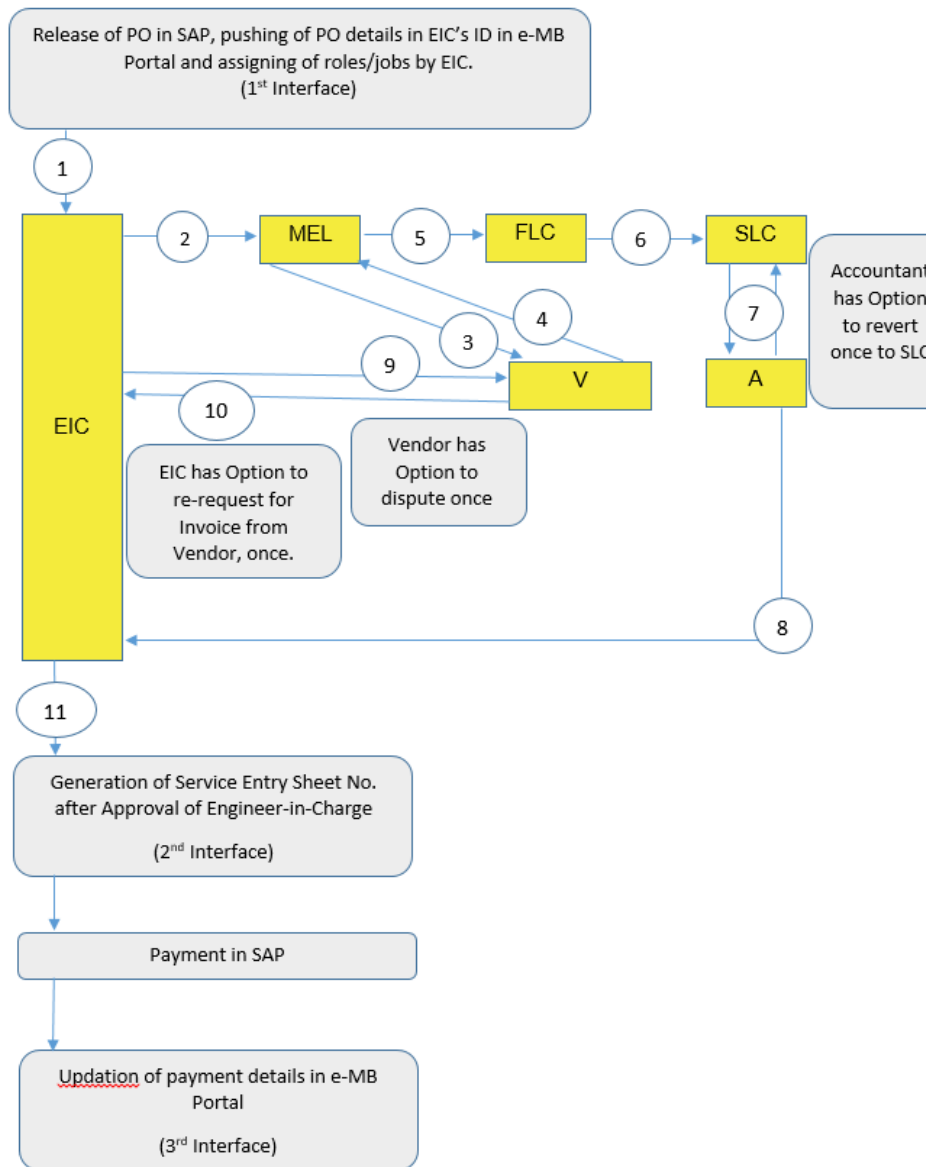 Release of PO in SAP, pushing of PO details in EIC’s ID in e-MB
Portal and assigning of roles/jobs by EIC.
(1st Interface)
1
2
MEL
5
FLC
6
SLC
Accountant
has Option
to revert
once to SLC
7
3
4
9
V
A
10
EIC
Vendor has
Option to
dispute once
EIC has Option to
re-request for
Invoice from
Vendor, once.
8
11
Generation of Service Entry Sheet No.
after Approval of Engineer-in-Charge
(2nd Interface)
Payment in SAP
Updation of payment details in e-MB
Portal
(3rd Interface)